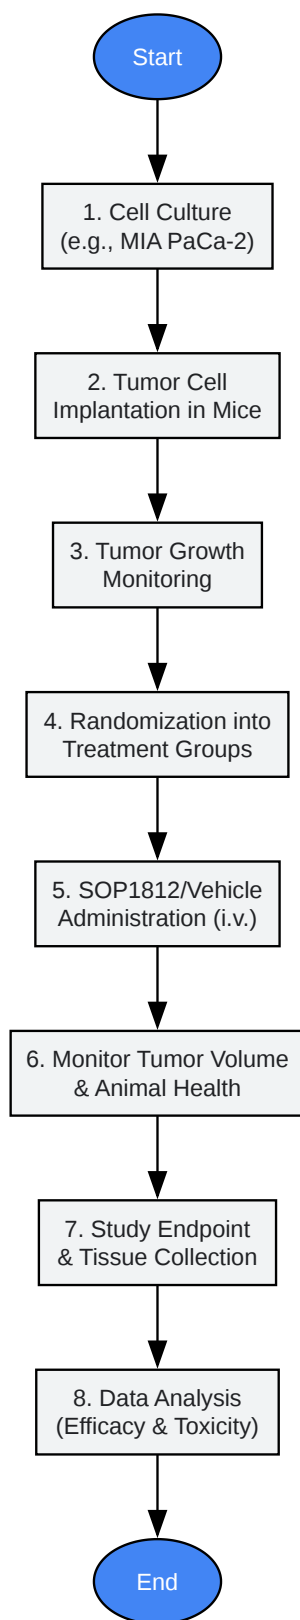 Start
1. Cell Culture
(e.g., MIA PaCa-2)
2. Tumor Cell
Implantation in Mice
3. Tumor Growth
Monitoring
4. Randomization into
Treatment Groups
5. SOP1812/Vehicle
Administration (i.v.)
6. Monitor Tumor Volume
& Animal Health
7. Study Endpoint
& Tissue Collection
8. Data Analysis
(Efficacy & Toxicity)
End